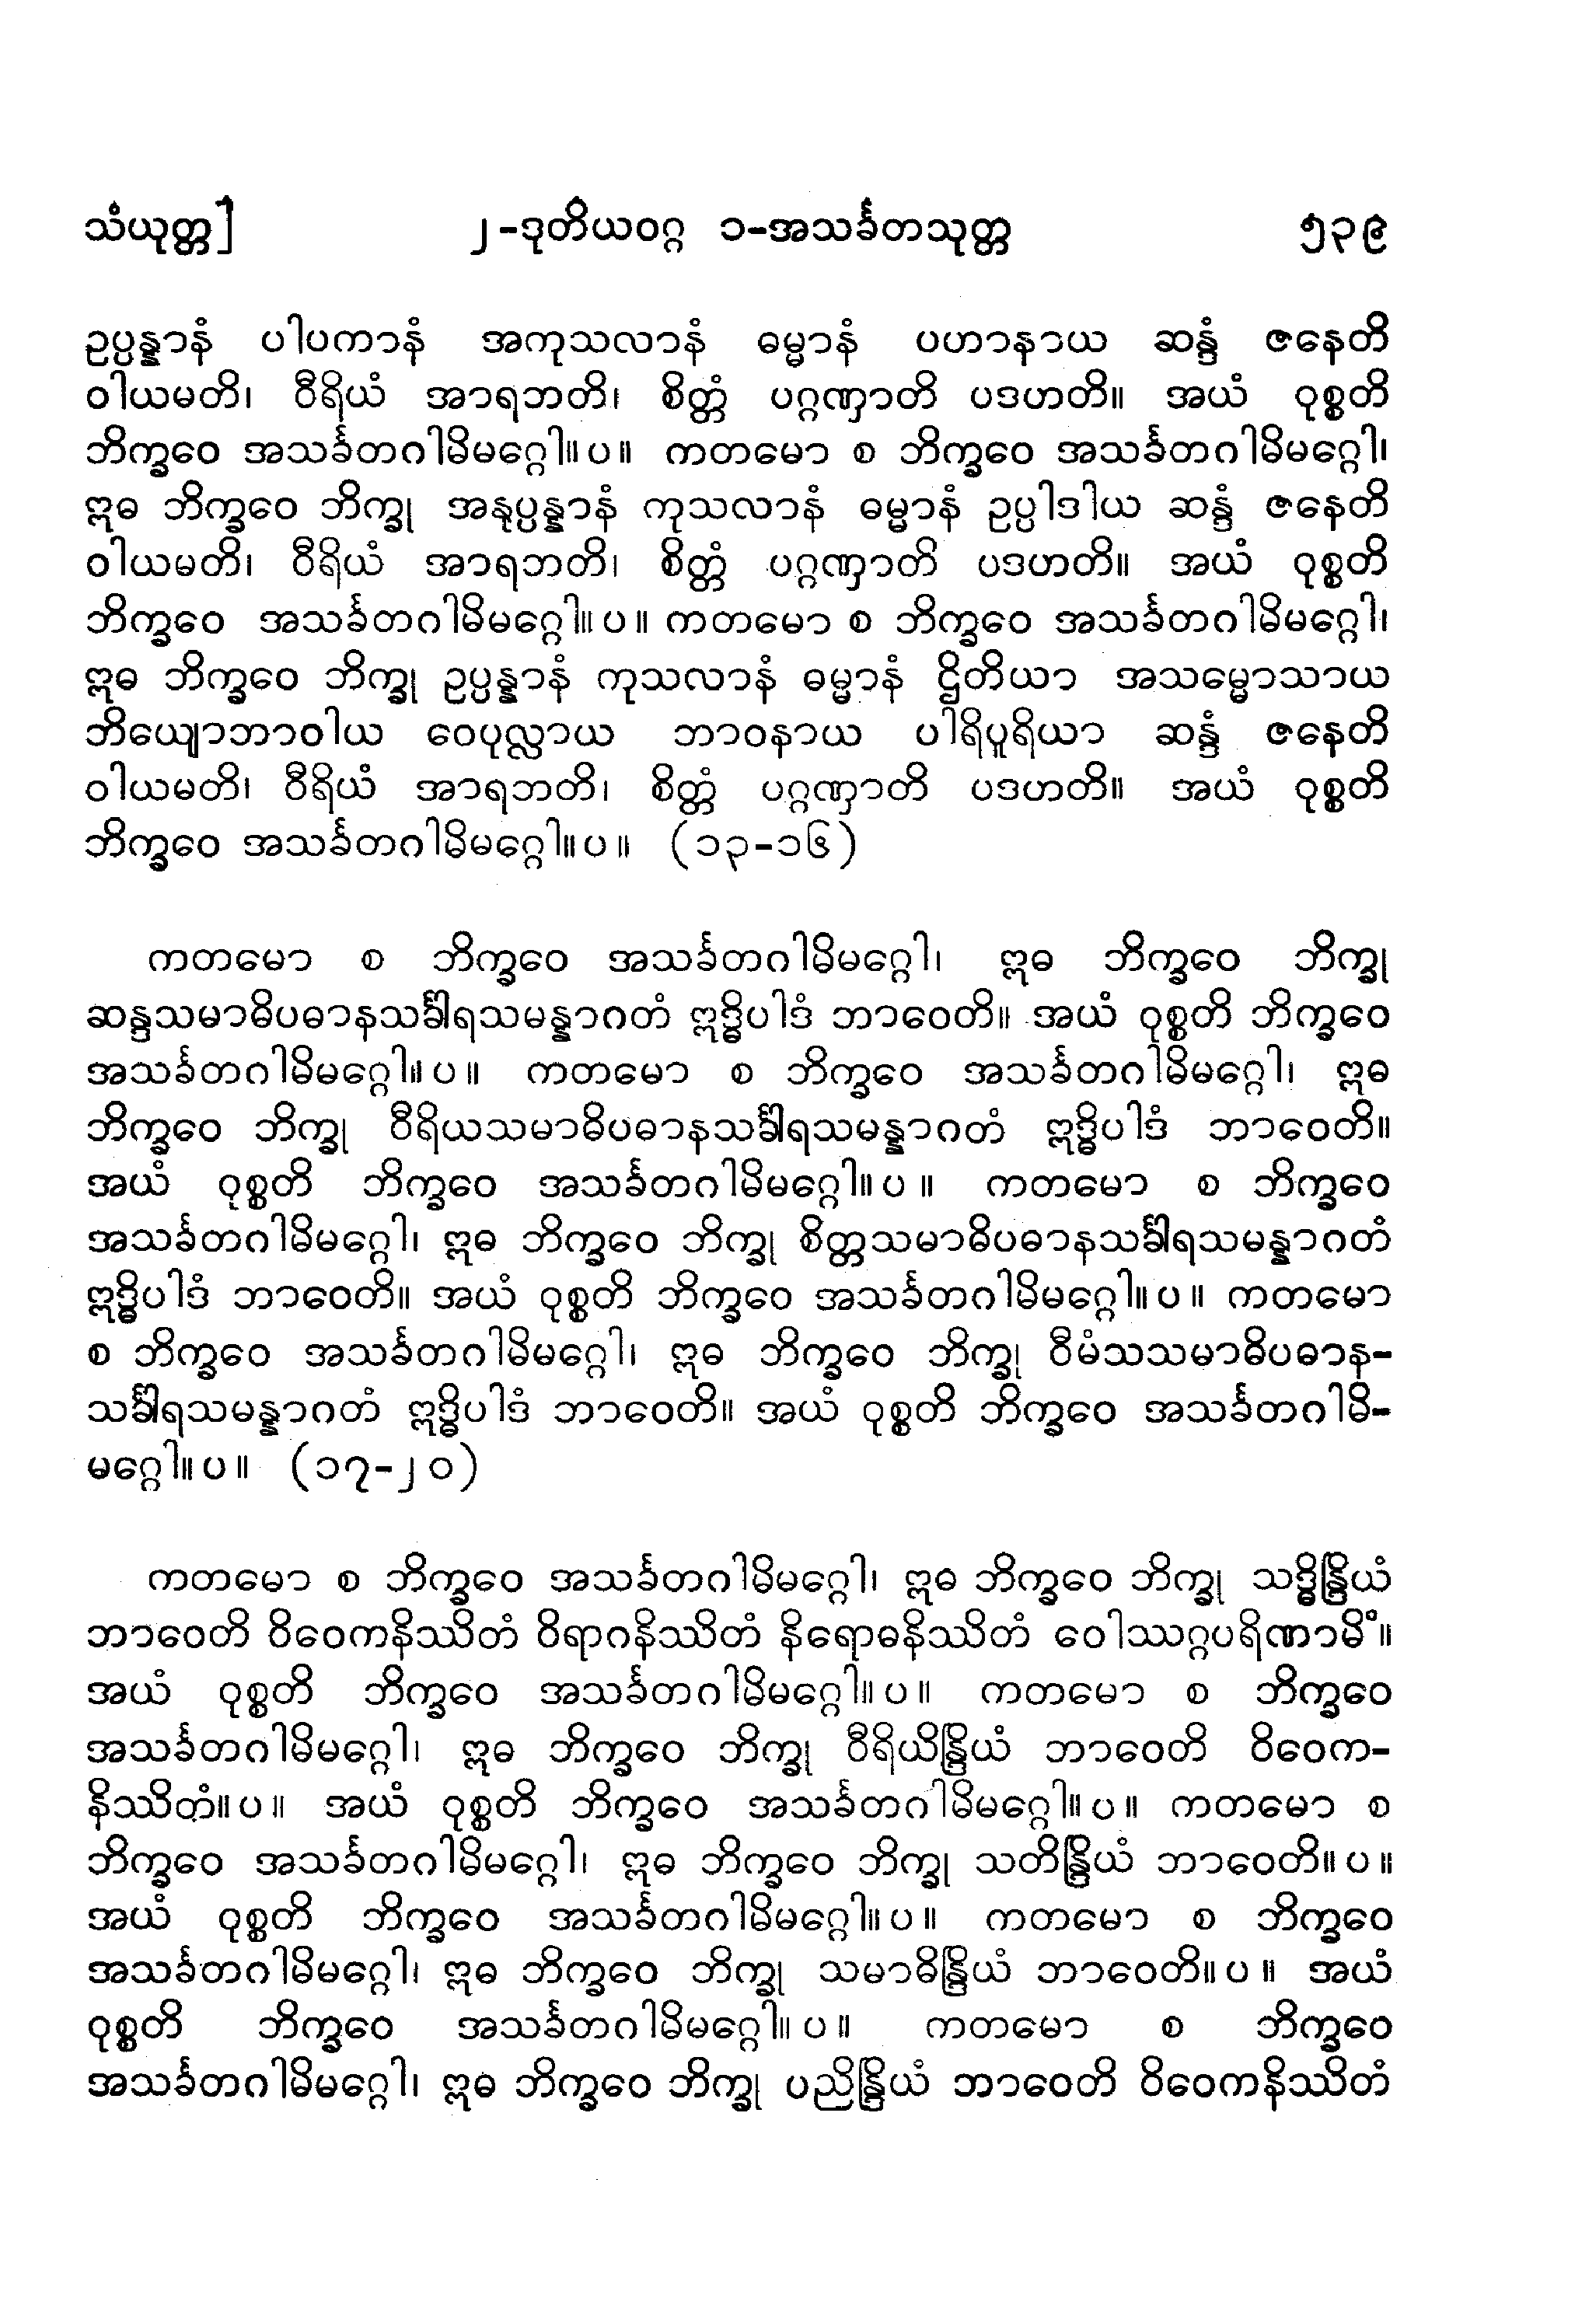 သံယုတ္တ] ၂-ဒုတိယဝဂ္ဂ ၁-အသင်္ခတသုတ္တ ၅၃၉
ဥပ္ပန္နာနံ ပါပကာနံ အကုသလာနံ ဓမ္မာနံ ပဟာနာယ ဆန္ဒံ ဇနေတိ
ဝါယမတိ၊ ဝီရိယံ အာရဘတိ၊ စိတ္တံ ပဂ္ဂဏှာတိ ပဒဟတိ။ အယံ ဝုစ္စတိ
ဘိက္ခဝေ အသင်္ခတဂါမိမဂ္ဂေါ။ပ။ ကတမော စ ဘိက္ခဝေ အသင်္ခတဂါမိမဂ္ဂေါ၊
ဣဓ ဘိက္ခဝေ ဘိက္ခု အနုပ္ပန္နာနံ ကုသလာနံ ဓမ္မာနံ ဥပ္ပါဒါယ ဆန္ဒံ ဇနေတိ
ဝါယမတိ၊ ဝီရိယံ အာရဘတိ၊ စိတ္တံ ပဂ္ဂဏှာတိ ပဒဟတိ။ အယံ ဝုစ္စတိ
ဘိက္ခဝေ အသင်္ခတဂါမိမဂ္ဂေါ။ပ။ ကတမော စ ဘိက္ခဝေ အသင်္ခတဂါမိမဂ္ဂေါ၊
ဣဓ ဘိက္ခဝေ ဘိက္ခု ဥပ္ပန္နာနံ ကုသလာနံ ဓမ္မာနံ ဌိတိယာ အသမ္မောသာယ
ဘိယျောဘာဝါယ ဝေပုလ္လာယ ဘာဝနာယ ပါရိပူရိယာ ဆန္ဒံ ဇနေတိ
ဝါယမတိ၊ ဝီရိယံ အာရဘတိ၊ စိတ္တံ ပဂ္ဂဏှာတိ ပဒဟတိ။ အယံ ဝုစ္စတိ
ဘိက္ခဝေ အသင်္ခတဂါမိမဂ္ဂေါ။ပ။ (၁၃-၁၆)
ကတမော စ ဘိက္ခဝေ အသင်္ခတဂါမိမဂ္ဂေါ၊ ဣဓ ဘိက္ခဝေ ဘိက္ခု
ဆန္ဒသမာဓိပဓာနသင်္ခါရသမန္နာဂတံ ဣဒ္ဓိပါဒံ ဘာဝေတိ။ အယံ ဝုစ္စတိ ဘိက္ခဝေ
အသင်္ခတဂါမိမဂ္ဂေါ။ပ။ ကတမော စ ဘိက္ခဝေ အသင်္ခတဂါမိမဂ္ဂေါ၊ ဣဓ
ဘိက္ခဝေ ဘိက္ခု ဝီရိယသမာဓိပဓာနသင်္ခါရသမန္နာဂတံ ဣဒ္ဓိပါဒံ ဘာဝေတိ။
အယံ ဝုစ္စတိ ဘိက္ခဝေ အသင်္ခတဂါမိမဂ္ဂေါ။ပ။ ကတမော စ ဘိက္ခဝေ
အသင်္ခတဂါမိမဂ္ဂေါ၊ ဣဓ ဘိက္ခဝေ ဘိက္ခု စိတ္တသမာဓိပဓာနသင်္ခါရသမန္နာဂတံ
ဣဒ္ဓိပါဒံ ဘာဝေတိ။ အယံ ဝုစ္စတိ ဘိက္ခဝေ အသင်္ခတဂါမိမဂ္ဂေါ။ပ။ ကတမော
စ ဘိက္ခဝေ အသင်္ခတဂါမိမဂ္ဂေါ၊ ဣဓ ဘိက္ခဝေ ဘိက္ခု ဝီမံသသမာဓိပဓာန-
သင်္ခါရသမန္နာဂတံ ဣဒ္ဓိပါဒံ ဘာဝေတိ။ အယံ ဝုစ္စတိ ဘိက္ခဝေ အသင်္ခတဂါမိ-
မဂ္ဂေါ။ပ။ (၁၇-၂၀)
ကတမော စ ဘိက္ခဝေ အသင်္ခတဂါမိမဂ္ဂေါ၊ ဣဓ ဘိက္ခဝေ ဘိက္ခု သဒ္ဓိန္ဒြိယံ
ဘာဝေတိ ဝိဝေကနိဿိတံ ဝိရာဂနိဿိတံ နိရောဓနိဿိတံ ဝေါဿဂ္ဂပရိဏာမိံ။
အယံ ဝုစ္စတိ ဘိက္ခဝေ အသင်္ခတဂါမိမဂ္ဂေါ။ပ။ ကတမော စ ဘိက္ခဝေ
အသင်္ခတဂါမိမဂ္ဂေါ၊ ဣဓ ဘိက္ခဝေ ဘိက္ခု ဝီရိယိန္ဒြိယံ ဘာဝေတိ ဝိဝေက-
နိဿိတံ။ပ။ အယံ ဝုစ္စတိ ဘိက္ခဝေ အသင်္ခတဂါမိမဂ္ဂေါ။ပ။ ကတမော စ
ဘိက္ခဝေ အသင်္ခတဂါမိမဂ္ဂေါ၊ ဣဓ ဘိက္ခဝေ ဘိက္ခု သတိန္ဒြိယံ ဘာဝေတိ။ပ။
အယံ ဝုစ္စတိ ဘိက္ခဝေ အသင်္ခတဂါမိမဂ္ဂေါ။ပ။ ကတမော စ ဘိက္ခဝေ
အသင်္ခတဂါမိမဂ္ဂေါ၊ ဣဓ ဘိက္ခဝေ ဘိက္ခု သမာဓိန္ဒြိယံ ဘာဝေတိ။ပ။ အယံ
ဝုစ္စတိ ဘိက္ခဝေ အသင်္ခတဂါမိမဂ္ဂေါ။ပ။ ကတမော စ ဘိက္ခဝေ
အသင်္ခတဂါမိမဂ္ဂေါ၊ ဣဓ ဘိက္ခဝေ ဘိက္ခု ပညိန္ဒြိယံ ဘာဝေတိ ဝိဝေကနိဿိတံ